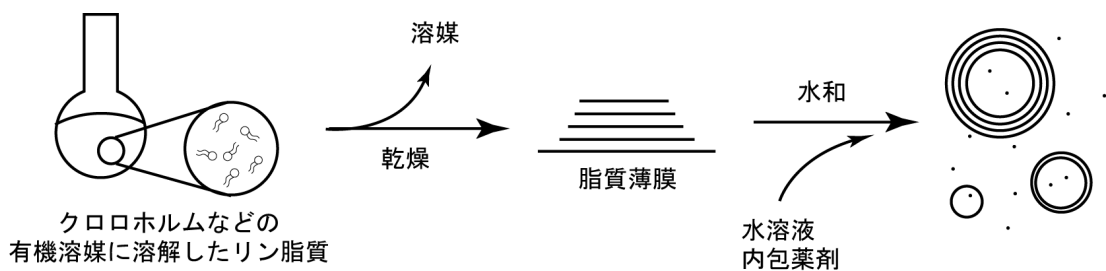 クロロホルムなどの
有機溶媒に溶解したリン脂質
溶媒
乾燥
脂質薄膜
水和
水溶液
内包薬剤